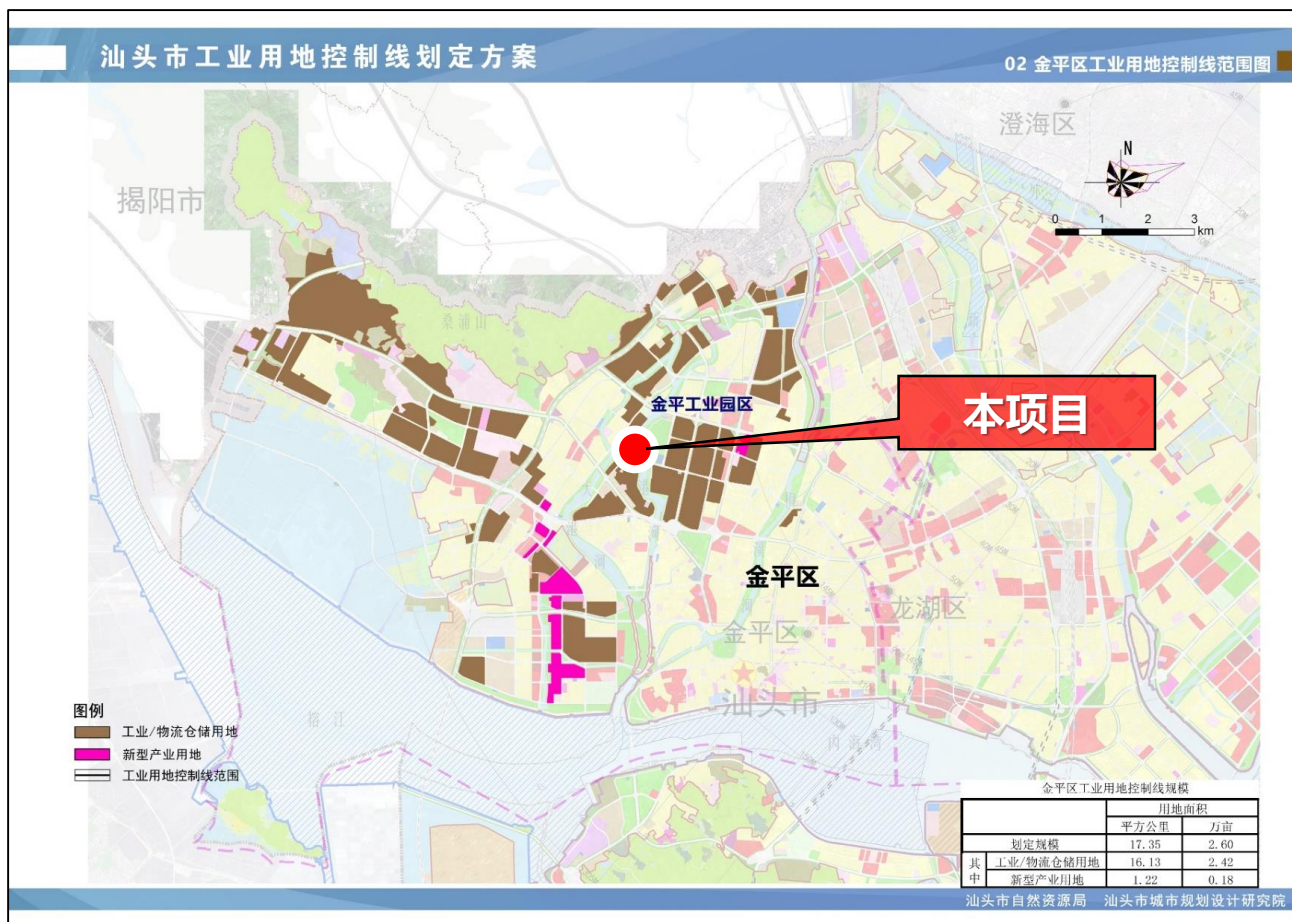 汕头市工业用地控制线划定方案
02 金平区工业用地控制线范围图
澄海区
揭阳市
N
0 1 2 3
km
桑浦山
金平工业园区
本项目
金平区
龙湖区
金平区
汕头市
榕江
内海湾
图例
工业/物流仓储用地
新型产业用地
工业用地控制线范围
金平区工业用地控制线规模
用地面积
平方公里 万亩
划定规模 17.35 2.60
其中 工业/物流仓储用地 16.13 2.42
新型产业用地 1.22 0.18
汕头市自然资源局 汕头市城市规划设计研究院